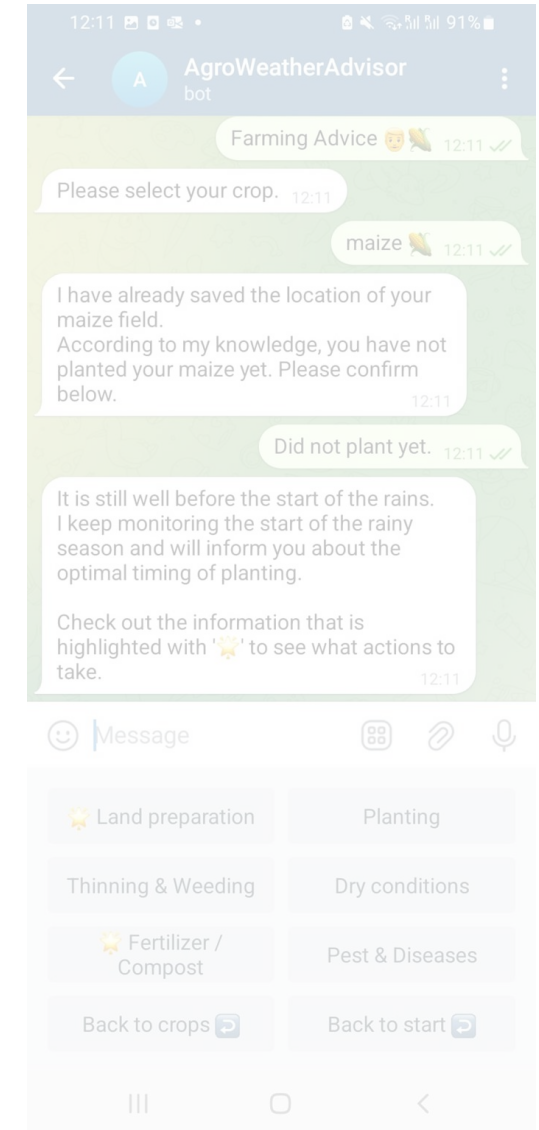 12:11 91%
A AgroWeatherAdvisor
bot
Farming Advice 👨🌽 12:11
Please select your crop. 12:11
maize 🌽 12:11
I have already saved the location of your
maize field.
According to my knowledge, you have not
planted your maize yet. Please confirm
below. 12:11
Did not plant yet. 12:11
It is still well before the start of the rains.
I keep monitoring the start of the rainy
season and will inform you about the
optimal timing of planting.
Check out the information that is
highlighted with '🌟' to see what actions to
take. 12:11
Message
🌟 Land preparation Planting
Thinning & Weeding Dry conditions
🌟 Fertilizer /
Compost Pest & Diseases
Back to crops Back to start